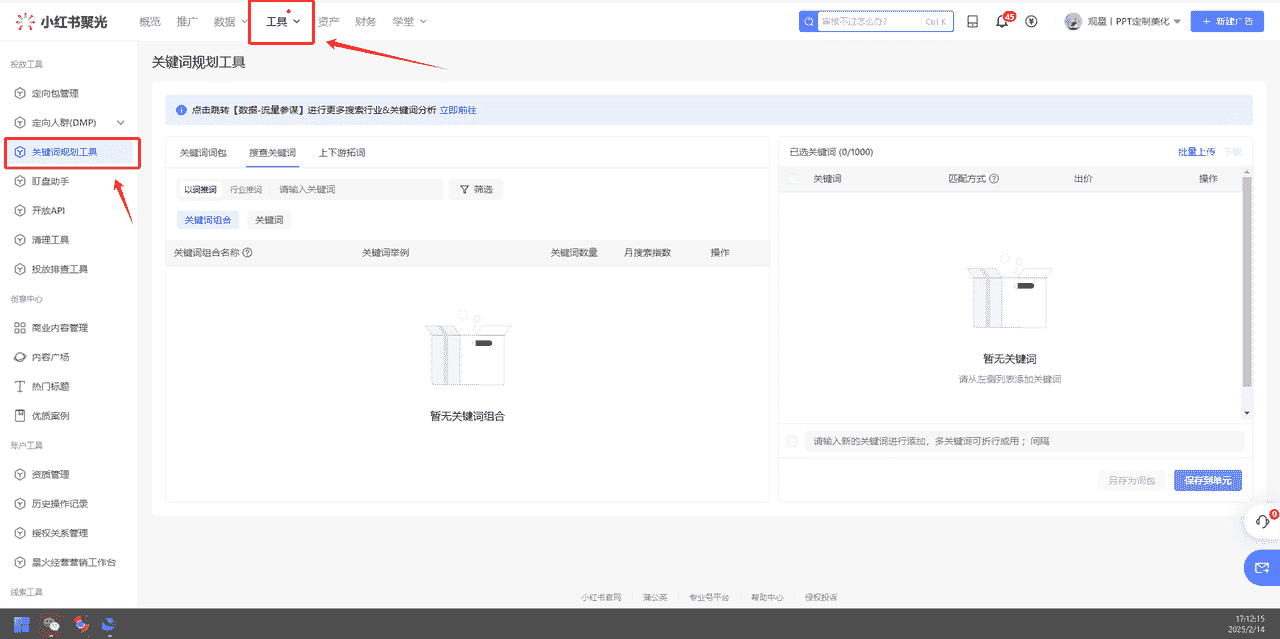 小红书聚光 概览 推广 数据 工具 资产 财务 学堂 审核不过怎么办? Ctrl K 45 观星丨PPT定制美化 + 新建广告
投放工具
定向包管理
定向人群(DMP)
关键词规划工具
盯盘助手
开放API
清理工具
投放排查工具
创意中心
商业内容管理
内容广场
热门标题
优质案例
账户工具
资质管理
历史操作记录
授权关系管理
星火经营营销工作台
线索工具
关键词规划工具
点击跳转【数据-流量参谋】进行更多搜索行业&关键词分析 立即前往
关键词词包 搜查关键词 上下游拓词
以词推词 行业推词 请输入关键词 筛选
关键词组合 关键词
关键词组合名称 关键词举例 关键词数量 月搜索指数 操作
暂无关键词组合
已选关键词 (0/1000) 批量上传 下载
关键词 匹配方式 出价 操作
暂无关键词
请从左侧列表添加关键词
请输入新的关键词进行添加，多关键词可折行或用 ；间隔
另存为词包 保存到单元
0
小红书官网 蒲公英 专业号平台 帮助中心 侵权投诉
17:12:15
2025/2/14